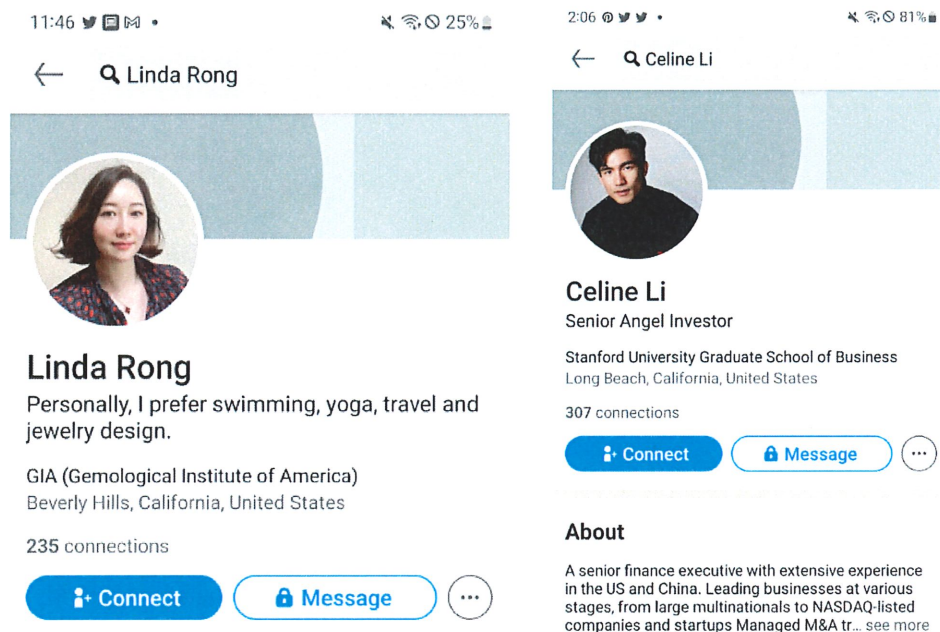 11:46
25%
Linda Rong
Linda Rong
Personally, I prefer swimming, yoga, travel and
jewelry design.
GIA (Gemological Institute of America)
Beverly Hills, California, United States
235 connections
Connect
Message
2:06
81%
Celine Li
Celine Li
Senior Angel Investor
Stanford University Graduate School of Business
Long Beach, California, United States
307 connections
Connect
Message
About
A senior finance executive with extensive experience
in the US and China. Leading businesses at various
stages, from large multinationals to NASDAQ-listed
companies and startups Managed M&A tr... see more